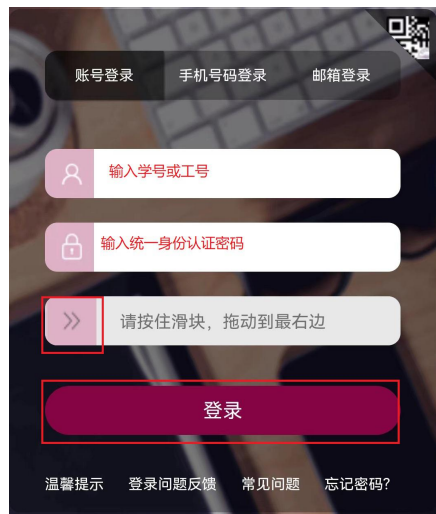 账号登录 手机号码登录 邮箱登录
输入学号或工号
输入统一身份认证密码
请按住滑块，拖动到最右边
登录
温馨提示 登录问题反馈 常见问题 忘记密码?